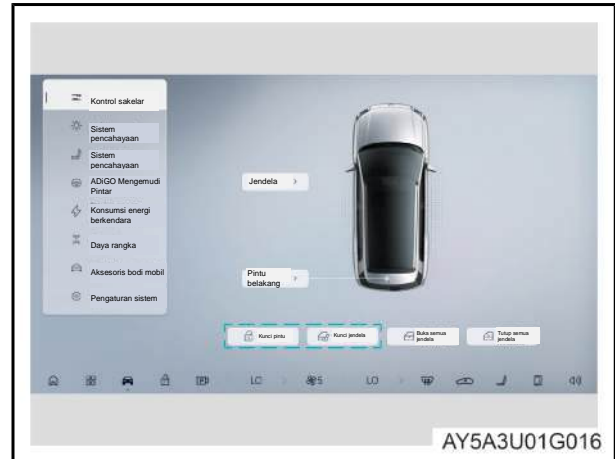 Kontrol sakelar
Sistem
pencahayaan
Sistem
pencahayaan
ADiGO Mengemudi
Pintar
Konsumsi energi
berkendara
Daya rangka
Aksesoris bodi mobil
Pengaturan sistem
Jendela
Pintu
belakang
Kunci pintu
Kunci jendela
Buka semua
jendela
Tutup semua
jendela
LO
AY5A3U01G016